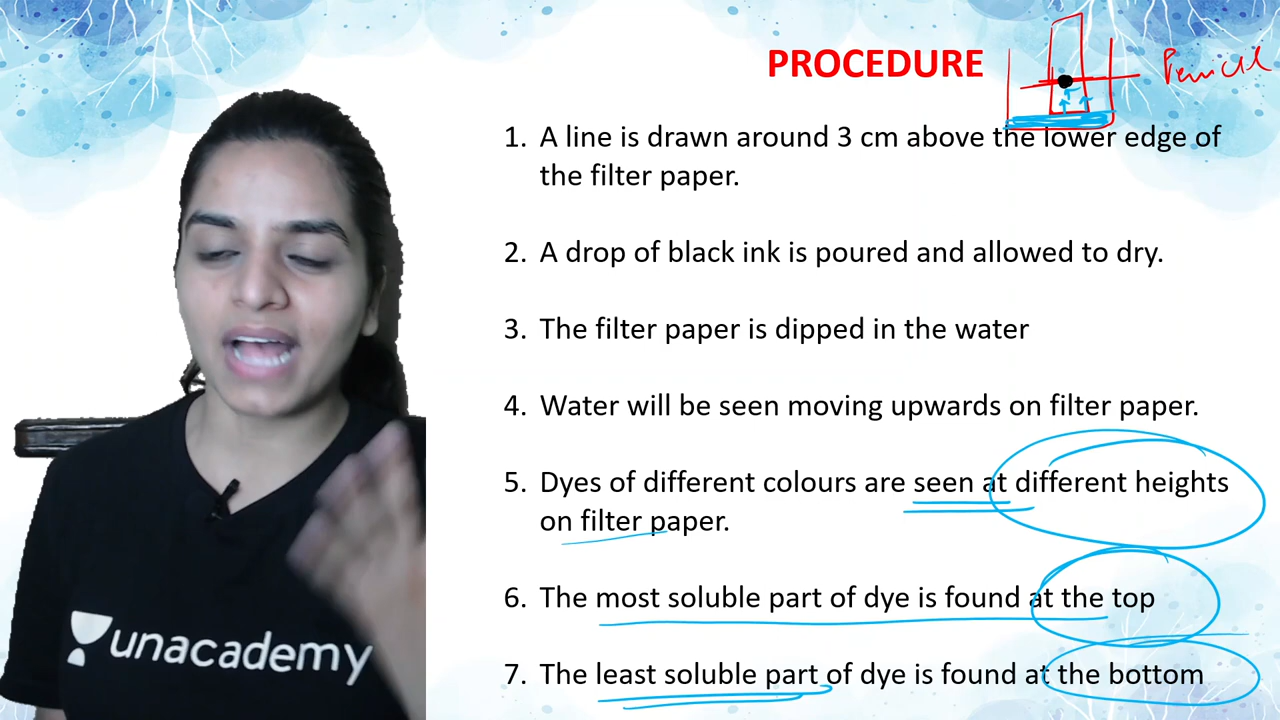 PROCEDURE
Pencil
1. A line is drawn around 3 cm above the lower edge of
the filter paper.
2. A drop of black ink is poured and allowed to dry.
3. The filter paper is dipped in the water
4. Water will be seen moving upwards on filter paper.
5. Dyes of different colours are seen at different heights
on filter paper.
6. The most soluble part of dye is found at the top
7. The least soluble part of dye is found at the bottom
unacademy